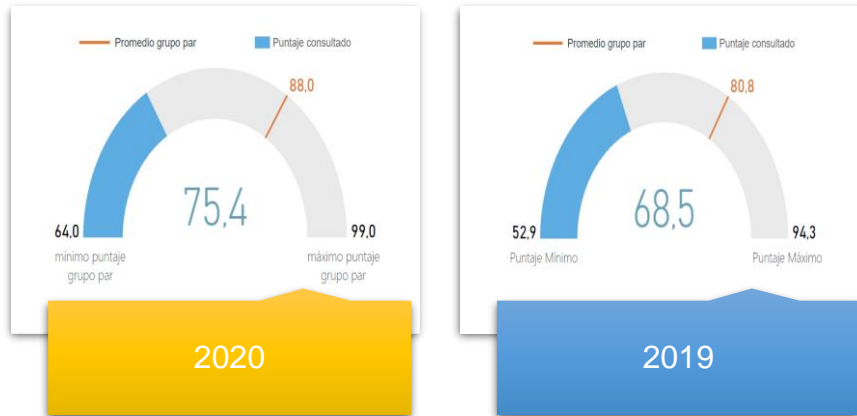 Promedio grupo par
Puntaje consultado
88,0
75,4
64,0
99,0
mínimo puntaje
grupo par
máximo puntaje
grupo par
2020
Promedio grupo par
Puntaje consultado
80,8
68,5
52,9
94,3
Puntaje Mínimo
Puntaje Máximo
2019